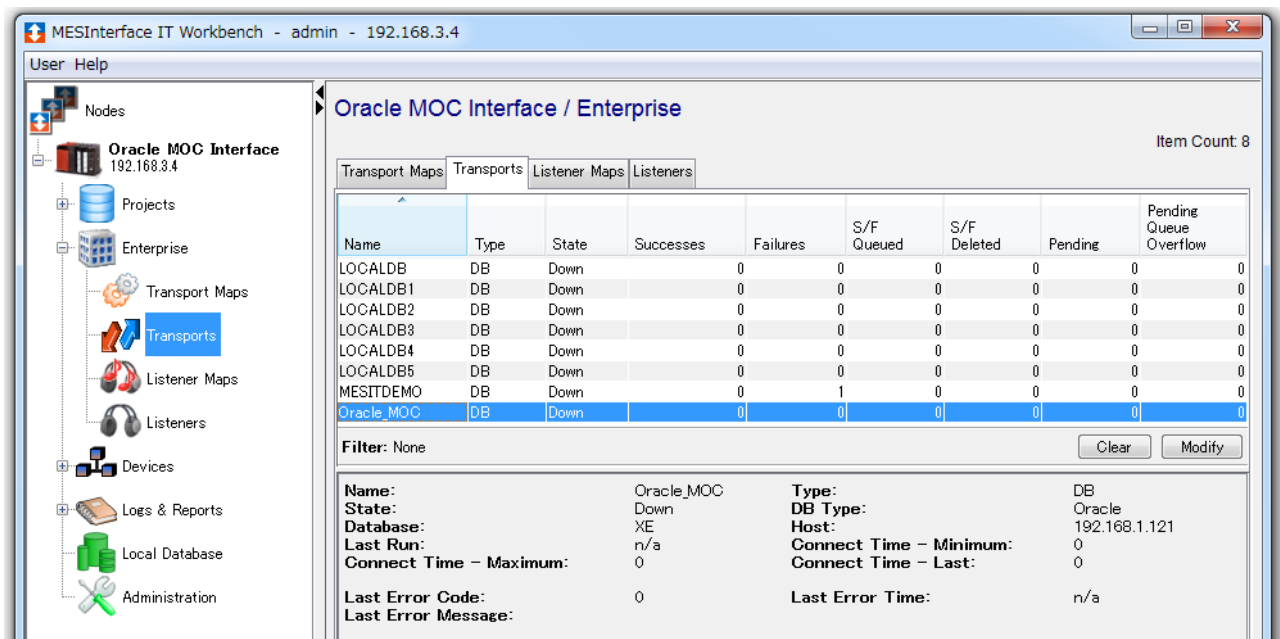 MESInterface IT Workbench - admin - 192.168.3.4
User Help
Nodes
Oracle MOC Interface
192.168.3.4
Projects
Enterprise
Transport Maps
Transports
Listener Maps
Listeners
Devices
Logs & Reports
Local Database
Administration
Oracle MOC Interface / Enterprise
Item Count: 8
Transport Maps Transports Listener Maps Listeners
Name Type State Successes Failures S/F Queued S/F Deleted Pending Pending Queue Overflow
LOCALDB DB Down 0 0 0 0 0 0
LOCALDB1 DB Down 0 0 0 0 0 0
LOCALDB2 DB Down 0 0 0 0 0 0
LOCALDB3 DB Down 0 0 0 0 0 0
LOCALDB4 DB Down 0 0 0 0 0 0
LOCALDB5 DB Down 0 0 0 0 0 0
MESITDEMO DB Down 0 1 0 0 0 0
Oracle_MOC DB Down 0 0 0 0 0 0
Filter: None Clear Modify
Name: Oracle_MOC Type: DB
State: Down DB Type: Oracle
Database: XE Host: 192.168.1.121
Last Run: n/a Connect Time - Minimum: 0
Connect Time - Maximum: 0 Connect Time - Last: 0
Last Error Code: 0 Last Error Time: n/a
Last Error Message: